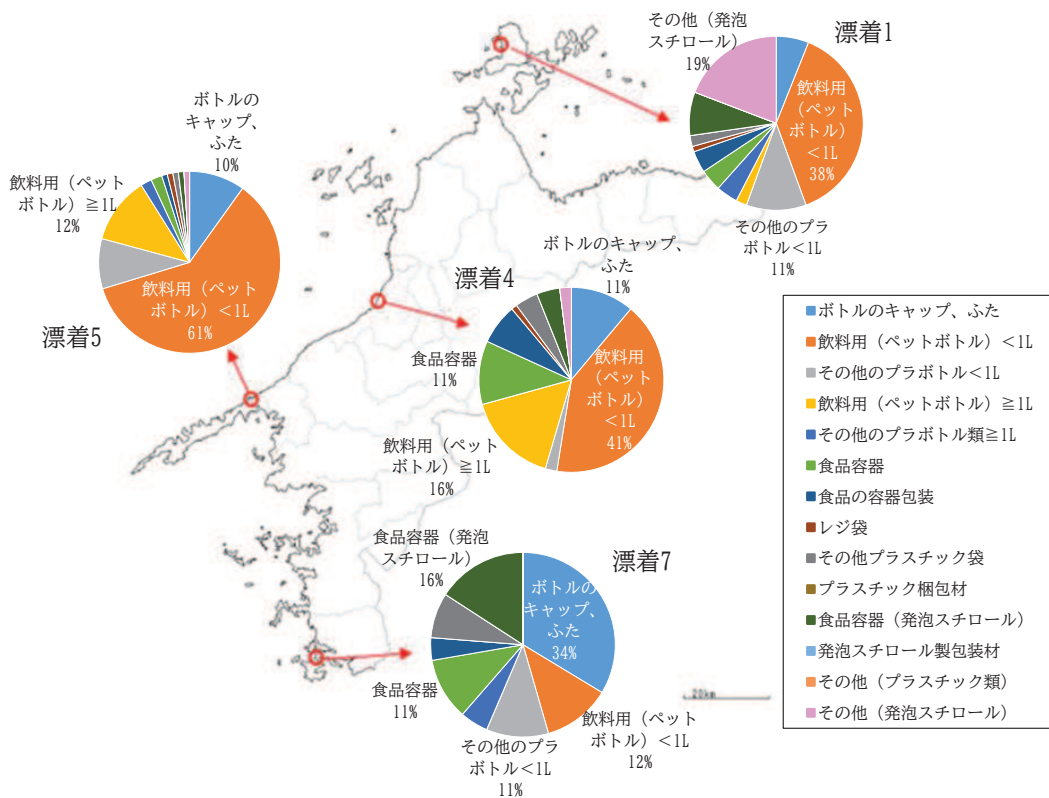 その他（発泡
スチロール）
19%
漂着1
飲料用
（ペット
ボトル）
<1L
38%
その他のプラ
ボトル<1L
11%
ボトルの
キャップ、
ふた
10%
飲料用（ペット
ボトル）≧1L
12%
飲料用（ペット
ボトル）<1L
61%
漂着5
ボトルのキャップ、
ふた
11%
漂着4
飲料用
（ペット
ボトル）
<1L
41%
食品容器
11%
飲料用（ペット
ボトル）≧1L
16%
食品容器（発泡
スチロール）
16%
漂着7
ボトルの
キャップ、
ふた
34%
食品容器
11%
その他のプラ
ボトル<1L
11%
飲料用（ペット
ボトル）<1L
12%
ボトルのキャップ、ふた
飲料用（ペットボトル）<1L
その他のプラボトル<1L
飲料用（ペットボトル）≧1L
その他のプラボトル類≧1L
食品容器
食品の容器包装
レジ袋
その他プラスチック袋
プラスチック梱包材
食品容器（発泡スチロール）
発泡スチロール製包装材
その他（プラスチック類）
その他（発泡スチロール）
20km